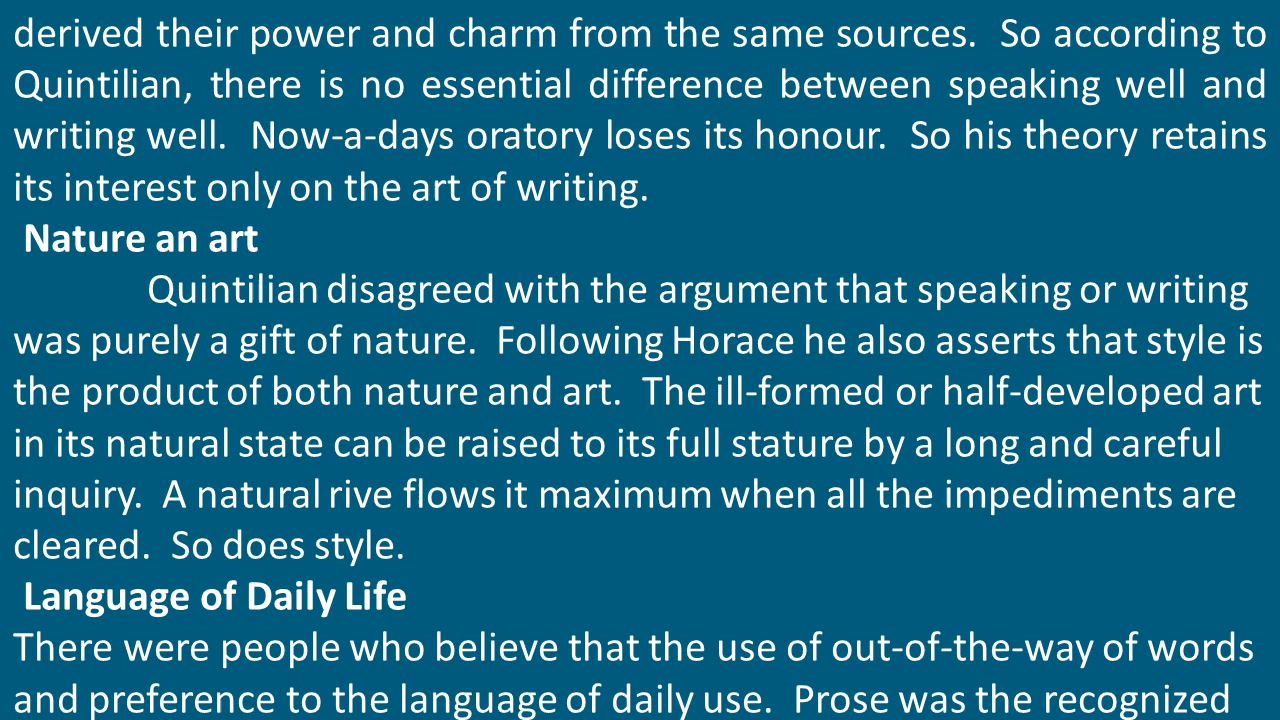 derived their power and charm from the same sources.  So according to
Quintilian, there is no essential difference between speaking well and
writing well.  Now-a-days oratory loses its honour.  So his theory retains
its interest only on the art of writing.
Nature an art
Quintilian disagreed with the argument that speaking or writing
was purely a gift of nature.  Following Horace he also asserts that style is
the product of both nature and art.  The ill-formed or half-developed art
in its natural state can be raised to its full stature by a long and careful
inquiry.  A natural rive flows it maximum when all the impediments are
cleared.  So does style.
Language of Daily Life
There were people who believe that the use of out-of-the-way of words
and preference to the language of daily use.  Prose was the recognized